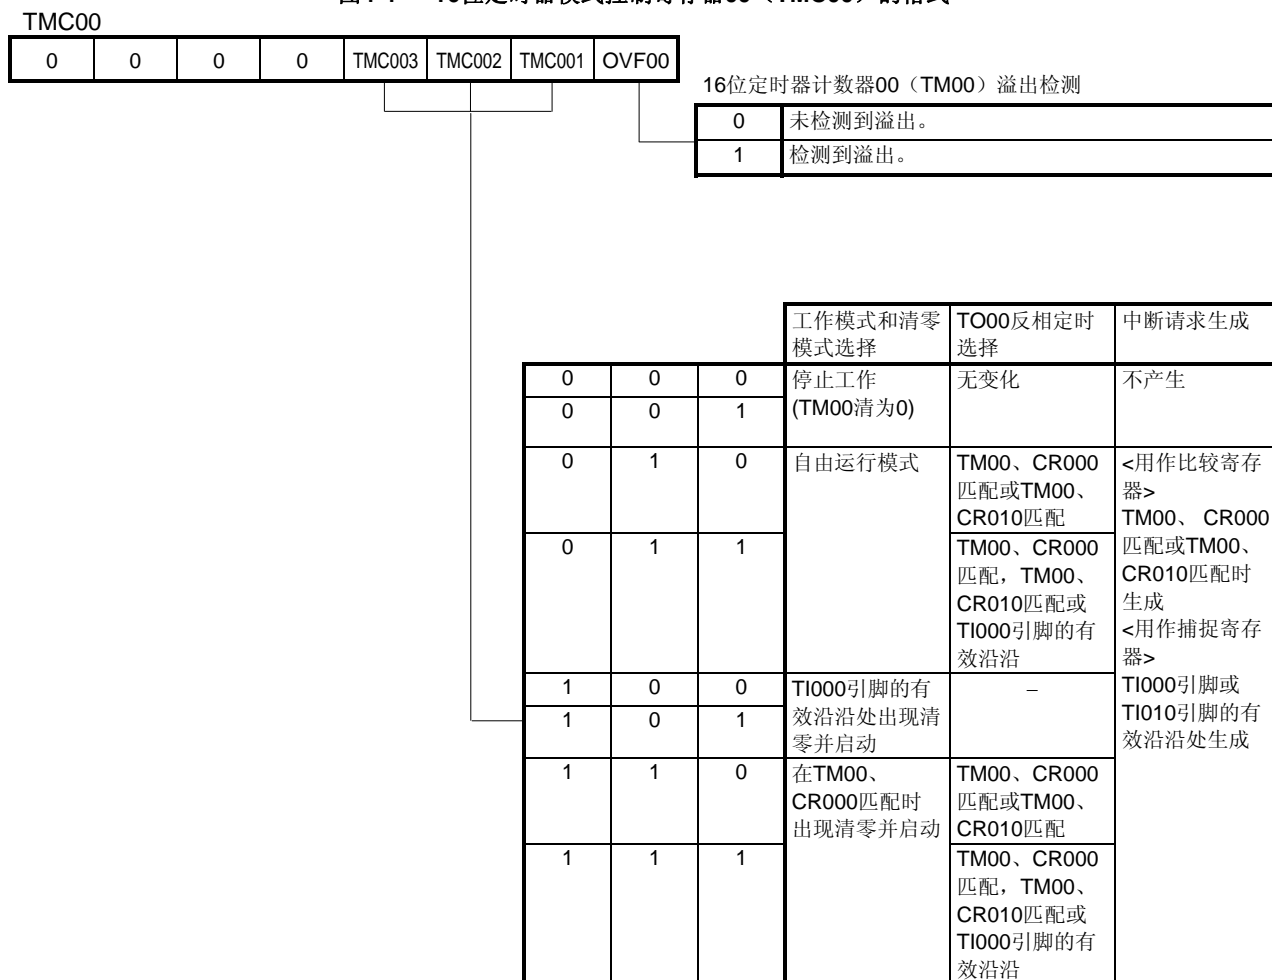 TMC00
0 0 0 0 TMC003 TMC002 TMC001 OVF00
16位定时器计数器00（TM00）溢出检测
0 未检测到溢出。
1 检测到溢出。
工作模式和清零
模式选择
TO00反相定时
选择
中断请求生成
0 0 0
停止工作
(TM00清为0)
无变化
不产生
0 0 1
0 1 0
自由运行模式
TM00、CR000
匹配或TM00、
CR010匹配
<用作比较寄存
器>
TM00、 CR000
匹配或TM00、
CR010匹配时
生成
<用作捕捉寄存
器>
TI000引脚或
TI010引脚的有
效沿沿处生成
0 1 1
TM00、CR000
匹配，TM00、
CR010匹配或
TI000引脚的有
效沿沿
1 0 0
TI000引脚的有
效沿沿处出现清
零并启动
–
1 0 1
1 1 0
在TM00、
CR000匹配时
出现清零并启动
TM00、CR000
匹配或TM00、
CR010匹配
1 1 1
TM00、CR000
匹配，TM00、
CR010匹配或
TI000引脚的有
效沿沿